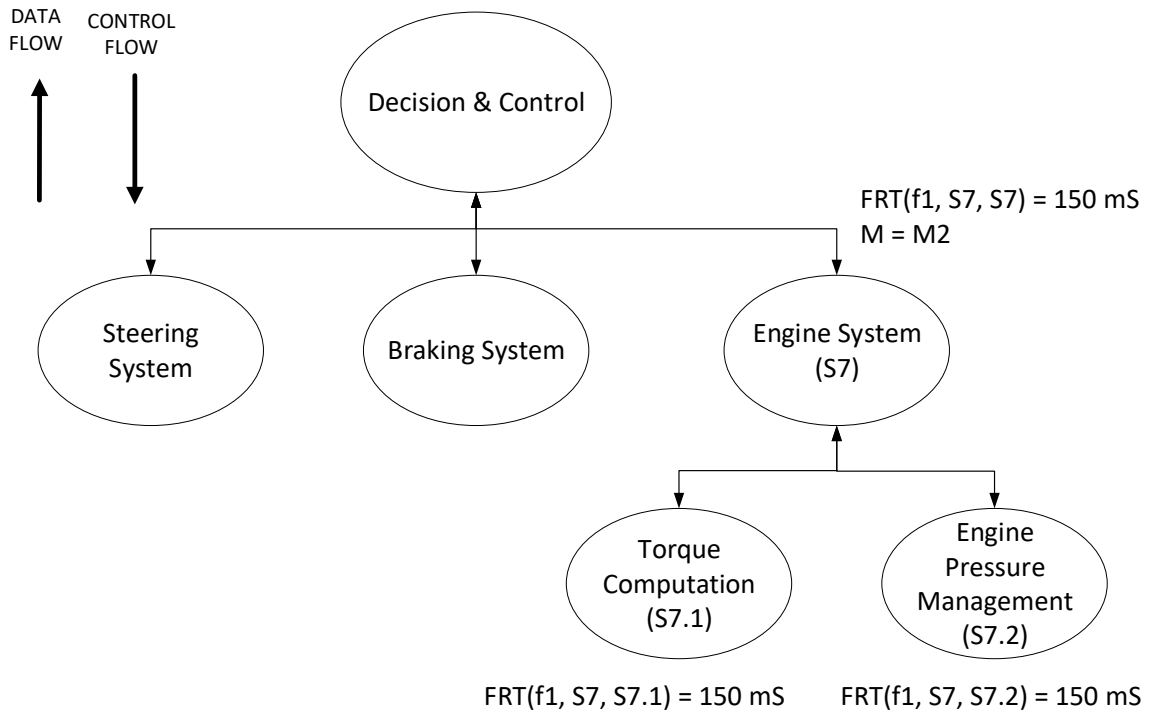 DATA
FLOW
CONTROL
FLOW
Decision & Control
FRT(f1, S7, S7) = 150 mS
M = M2
Steering
System
Braking System
Engine System
(S7)
Torque
Computation
(S7.1)
Engine
Pressure
Management
(S7.2)
FRT(f1, S7, S7.1) = 150 mS
FRT(f1, S7, S7.2) = 150 mS